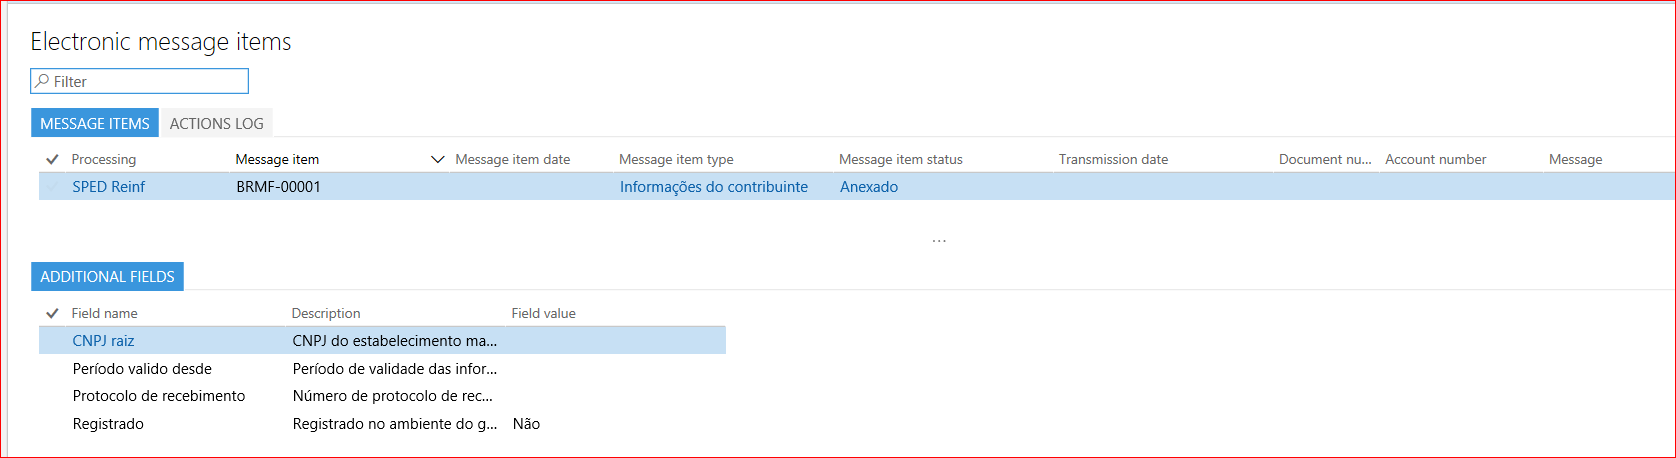 Electronic message items
Filter
MESSAGE ITEMS ACTIONS LOG
Processing Message item Message item date Message item type Message item status Transmission date Document nu... Account number Message
SPED Reinf BRMF-00001 Informações do contribuinte Anexado
...
ADDITIONAL FIELDS
Field name Description Field value
CNPJ raiz CNPJ do estabelecimento ma...
Período valido desde Período de validade das infor...
Protocolo de recebimento Número de protocolo de rec...
Registrado Registrado no ambiente do g... Não